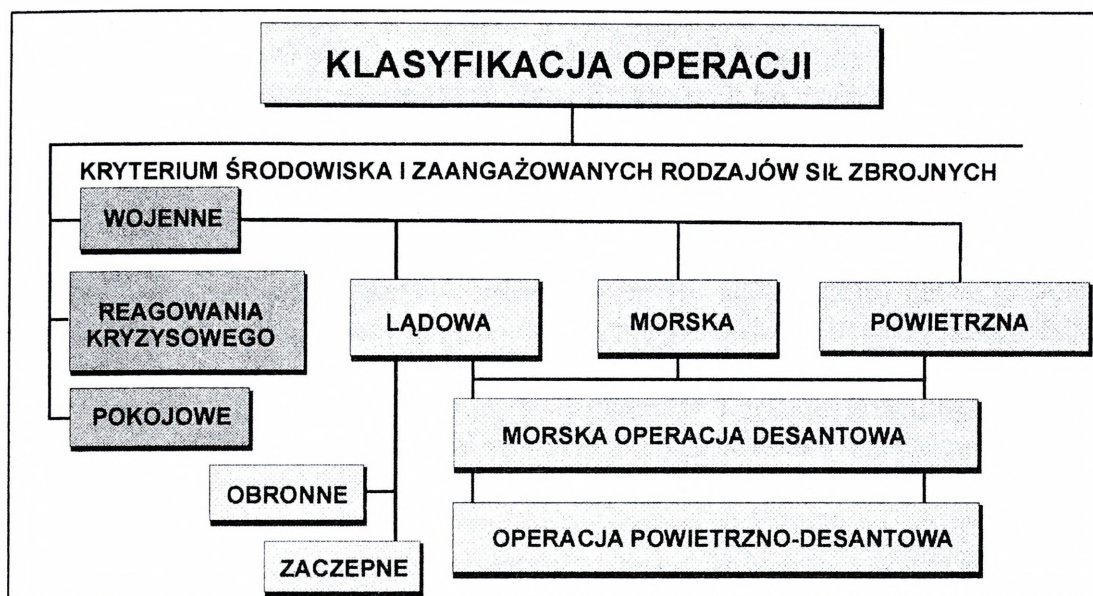 KLASYFIKACJA OPERACJI
KRYTERIUM ŚRODOWISKA I ZAANGAŻOWANYCH RODZAJÓW SIŁ ZBROJNYCH
WOJENNE
REAGOWANIA
KRYZYSOWEGO
POKOJOWE
LĄDOWA
MORSKA
POWIETRZNA
MORSKA OPERACJA DESANTOWA
OPERACJA POWIETRZNO-DESANTOWA
OBRONNE
ZACZEPNE